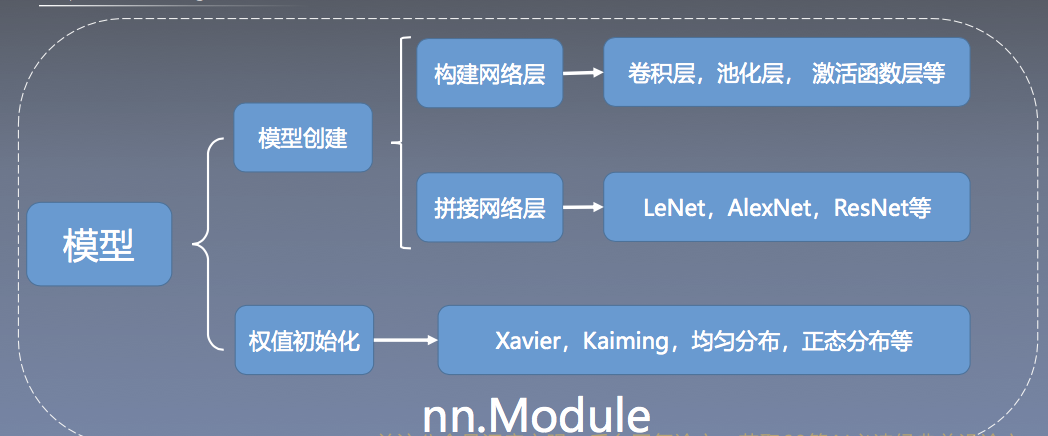 模型
模型创建
构建网络层
卷积层，池化层， 激活函数层等
拼接网络层
LeNet，AlexNet，ResNet等
权值初始化
Xavier，Kaiming，均匀分布，正态分布等
nn.Module